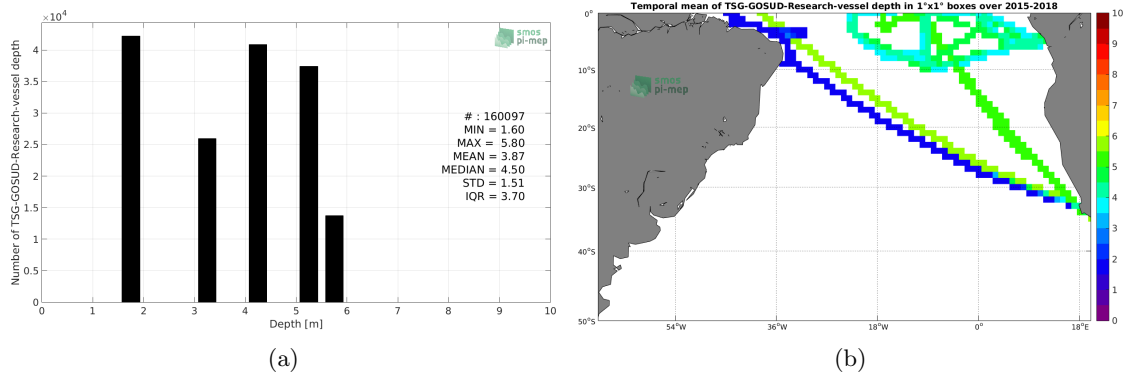 ×10⁴
4
3.5
3
2.5
2
1.5
1
0.5
0
Number of TSG-GOSUD-Research-vessel depth
smos
pi-mep
# : 160097
MIN = 1.60
MAX = 5.80
MEAN = 3.87
MEDIAN = 4.50
STD = 1.51
IQR = 3.70
0 1 2 3 4 5 6 7 8 9 10
Depth [m]
(a)
Temporal mean of TSG-GOSUD-Research-vessel depth in 1°x1° boxes over 2015-2018
0°
10°S
20°S
30°S
40°S
50°S
smos
pi-mep
54°W 36°W 18°W 0° 18°E
10
9
8
7
6
5
4
3
2
1
0
(b)